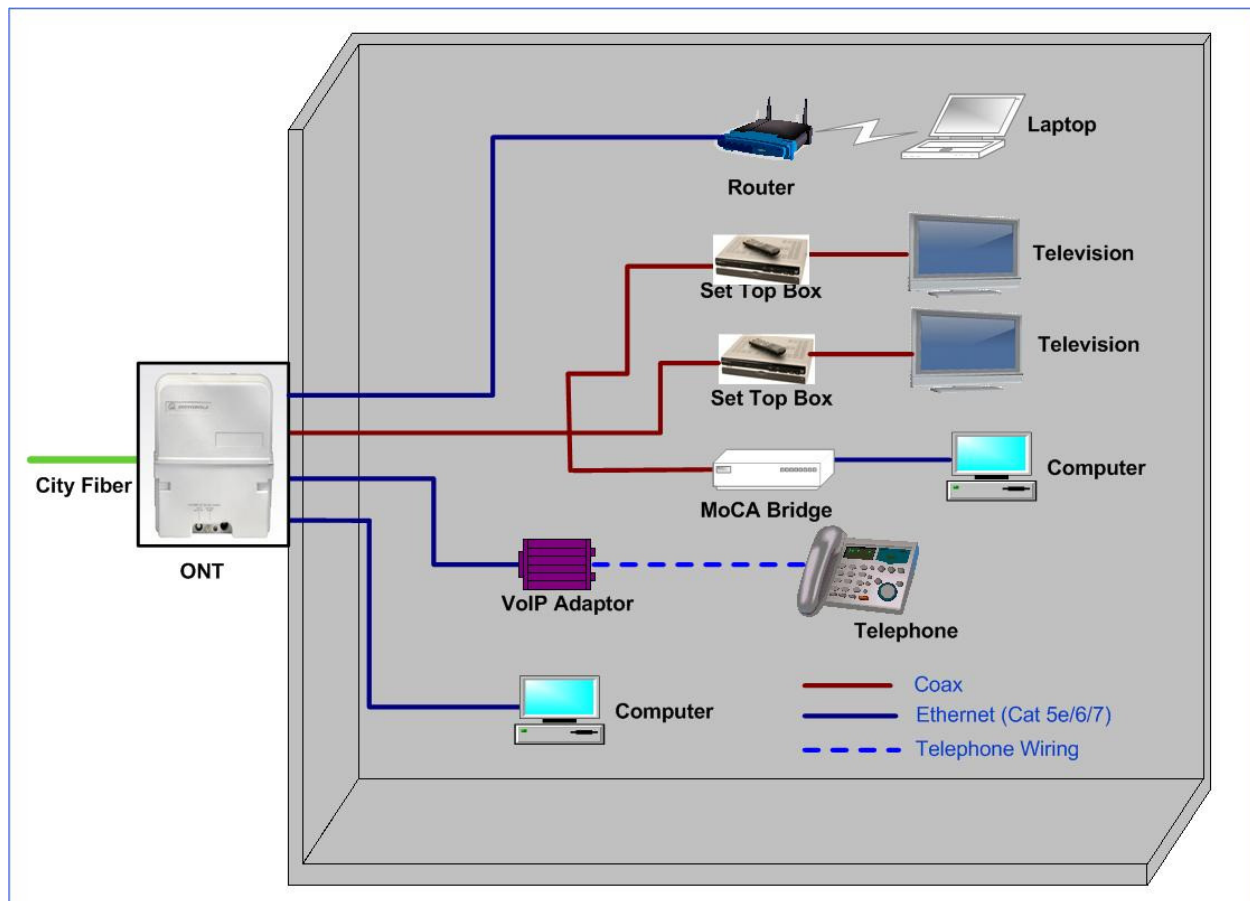 Laptop
Router
Television
Set Top Box
Television
Set Top Box
City Fiber
Computer
MoCA Bridge
ONT
VoIP Adaptor
Telephone
Coax
Computer
Ethernet (Cat 5e/6/7)
Telephone Wiring